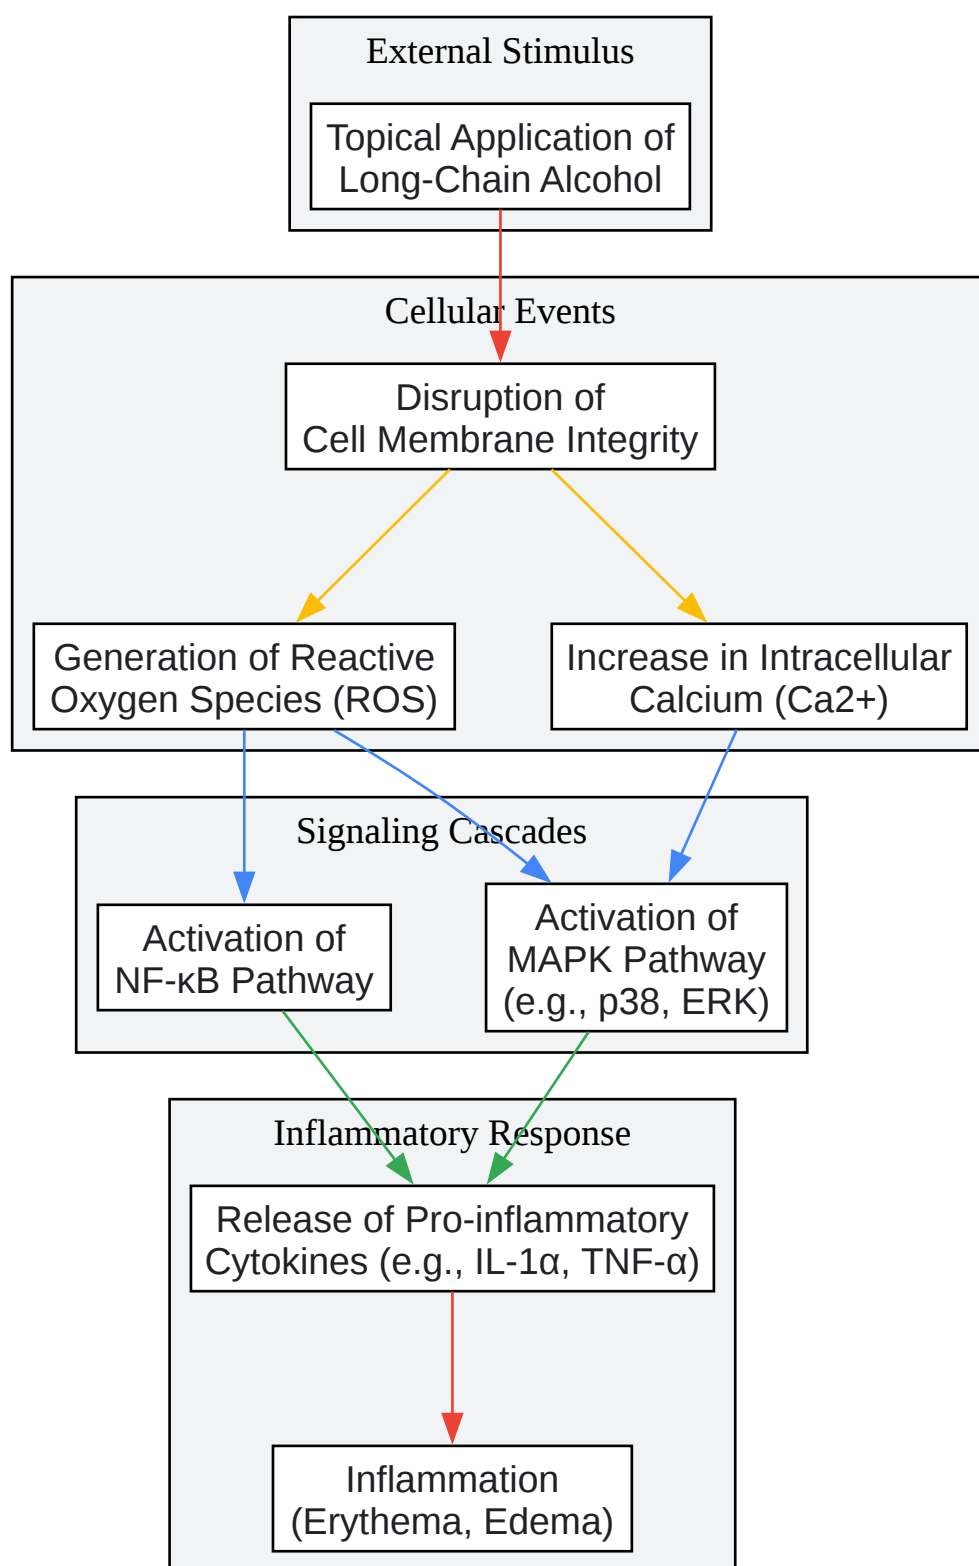 External Stimulus
Topical Application of
Long-Chain Alcohol
Cellular Events
Disruption of
Cell Membrane Integrity
Generation of Reactive
Oxygen Species (ROS)
Increase in Intracellular
Calcium (Ca2+)
Signaling Cascades
Activation of
NF-κB Pathway
Activation of
MAPK Pathway
(e.g., p38, ERK)
Inflammatory Response
Release of Pro-inflammatory
Cytokines (e.g., IL-1α, TNF-α)
Inflammation
(Erythema, Edema)